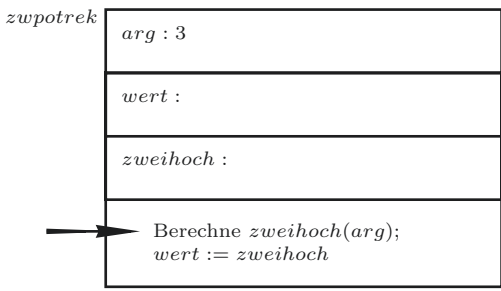 zwpotrek
arg : 3
wert :
zweihoch :
Berechne zweihoch(arg);
wert := zweihoch